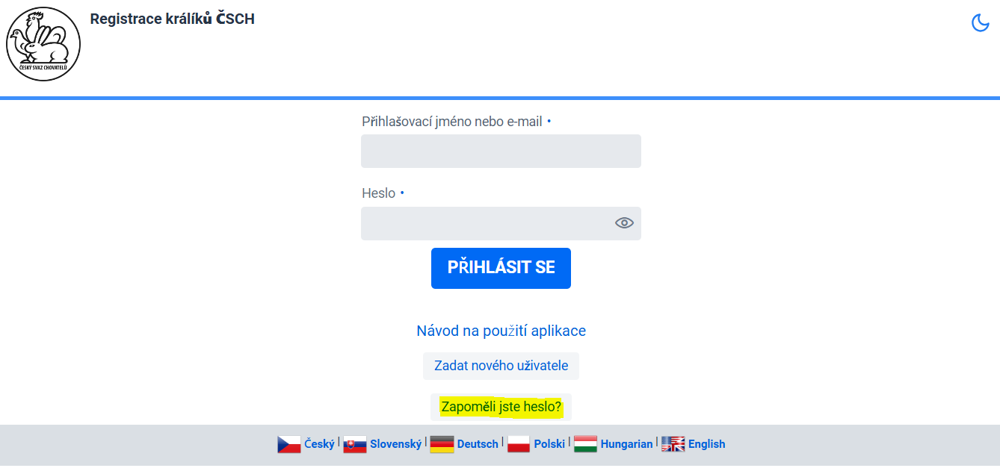 ČESKÝ SVAZ CHOVATELŮ
Registrace králíků ČSCH
Přihlašovací jméno nebo e-mail •
Heslo •
PŘIHLÁSIT SE
Návod na použití aplikace
Zadat nového uživatele
Zapoměli jste heslo?
Český | Slovenský | Deutsch | Polski | Hungarian | English